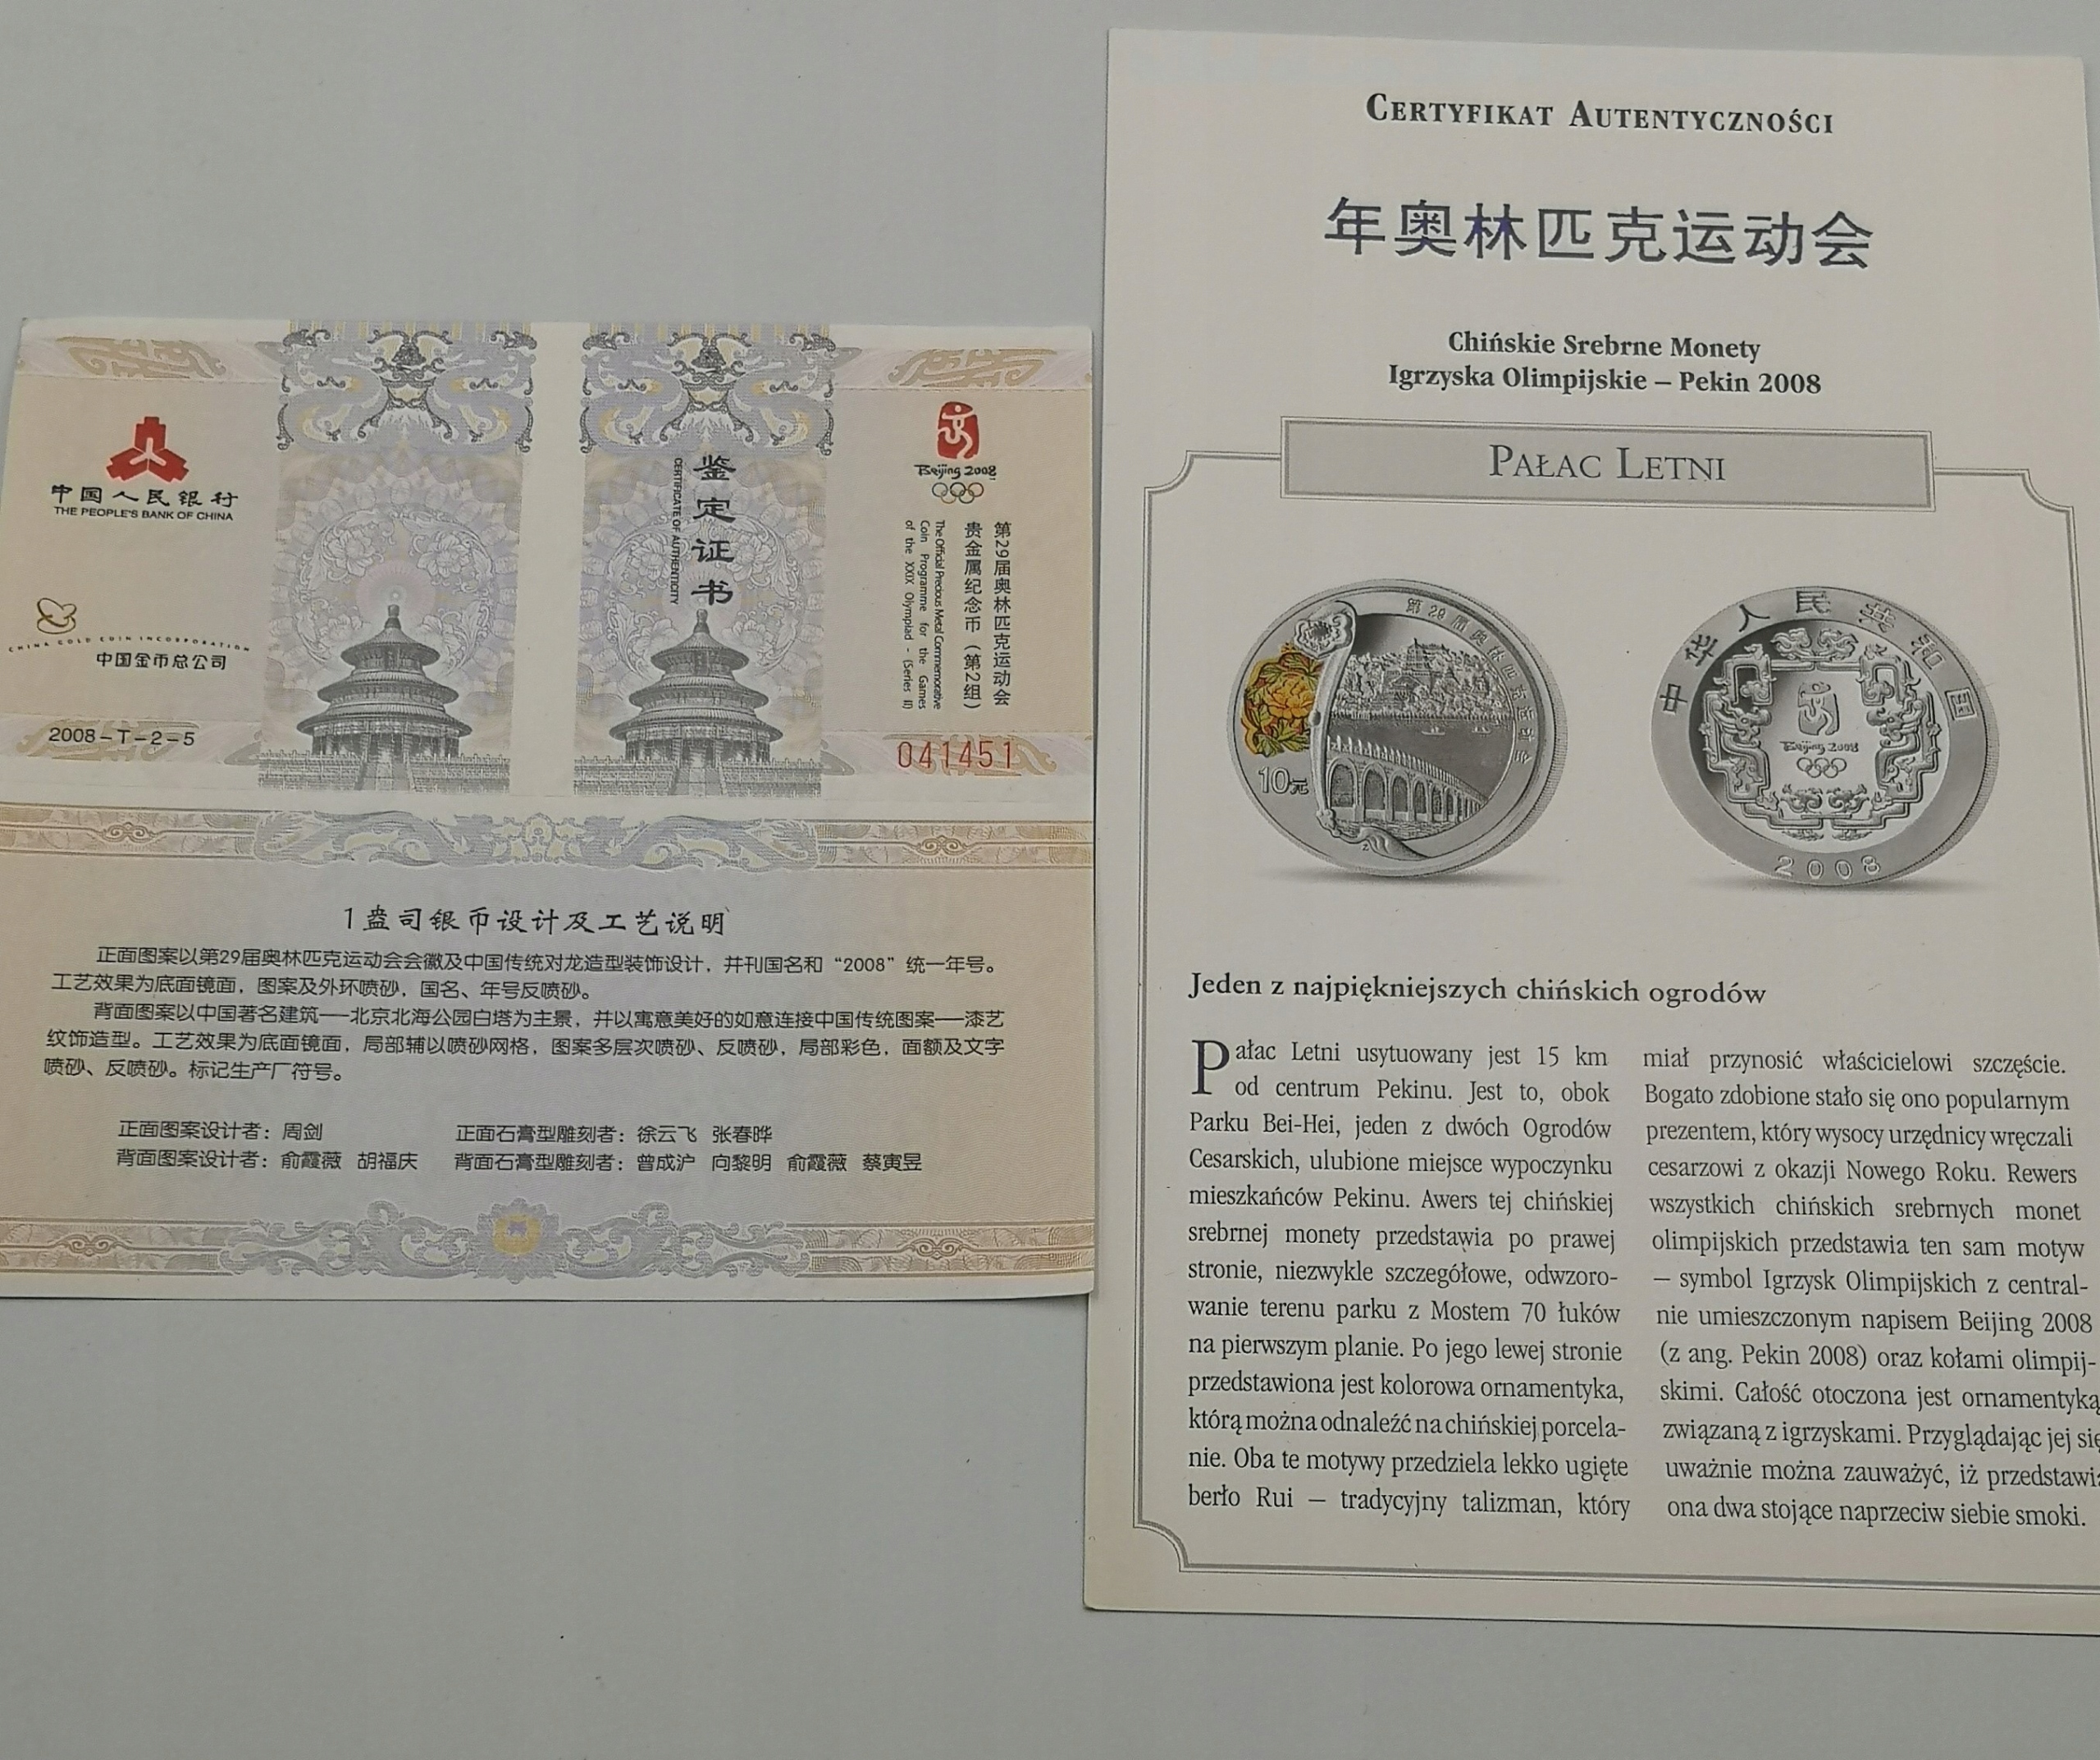 中国人民银行
THE PEOPLE'S BANK OF CHINA
CHINA GOLD COIN INCORPORATION
中国金币总公司
2008-T-2-5
鉴定证书
CERTIFICATE OF AUTHENTICITY
Beijing 2008
第29届奥林匹克运动会
贵金属纪念币（第2组）
The Official Precious Metal Commemorative
Coin Programme for the Games
of the XXIX Olympiad - (Series II)
041451
1盎司银币设计及工艺说明
正面图案以第29届奥林匹克运动会会徽及中国传统对龙造型装饰设计，并刊国名和“2008”统一年号。
工艺效果为底面镜面，图案及外环喷砂，国名、年号反喷砂。
背面图案以中国著名建筑——北京北海公园白塔为主景，并以寓意美好的如意连接中国传统图案——漆艺
纹饰造型。工艺效果为底面镜面，局部辅以喷砂网格，图案多层次喷砂、反喷砂，局部彩色，面额及文字
喷砂、反喷砂。标记生产厂符号。
正面图案设计者：周剑 正面石膏型雕刻者：徐云飞 张春晔
背面图案设计者：俞霞薇 胡福庆 背面石膏型雕刻者：曾成沪 向黎明 俞霞薇 蔡寅昱
CERTYFIKAT AUTENTYCZNOŚCI
年奥林匹克运动会
Chińskie Srebrne Monety
Igrzyska Olimpijskie – Pekin 2008
PAŁAC LETNI
第29届奥林匹克运动会
10元
中华人民共和国
Beijing 2008
2008
Jeden z najpiękniejszych chińskich ogrodów
Pałac Letni usytuowany jest 15 km
od centrum Pekinu. Jest to, obok
Parku Bei-Hei, jeden z dwóch Ogrodów
Cesarskich, ulubione miejsce wypoczynku
mieszkańców Pekinu. Awers tej chińskiej
srebrnej monety przedstawia po prawej
stronie, niezwykle szczegółowe, odwzoro-
wanie terenu parku z Mostem 70 łuków
na pierwszym planie. Po jego lewej stronie
przedstawiona jest kolorowa ornamentyka,
którą można odnaleźć na chińskiej porcela-
nie. Oba te motywy przedziela lekko ugięte
berło Rui – tradycyjny talizman, który
miał przynosić właścicielowi szczęście.
Bogato zdobione stało się ono popularnym
prezentem, który wysocy urzędnicy wręczali
cesarzowi z okazji Nowego Roku. Rewers
wszystkich chińskich srebrnych monet
olimpijskich przedstawia ten sam motyw
– symbol Igrzysk Olimpijskich z central-
nie umieszczonym napisem Beijing 2008
(z ang. Pekin 2008) oraz kołami olimpij-
skimi. Całość otoczona jest ornamentyką
związaną z igrzyskami. Przyglądając jej się
uważnie można zauważyć, iż przedstawia
ona dwa stojące naprzeciw siebie smoki.